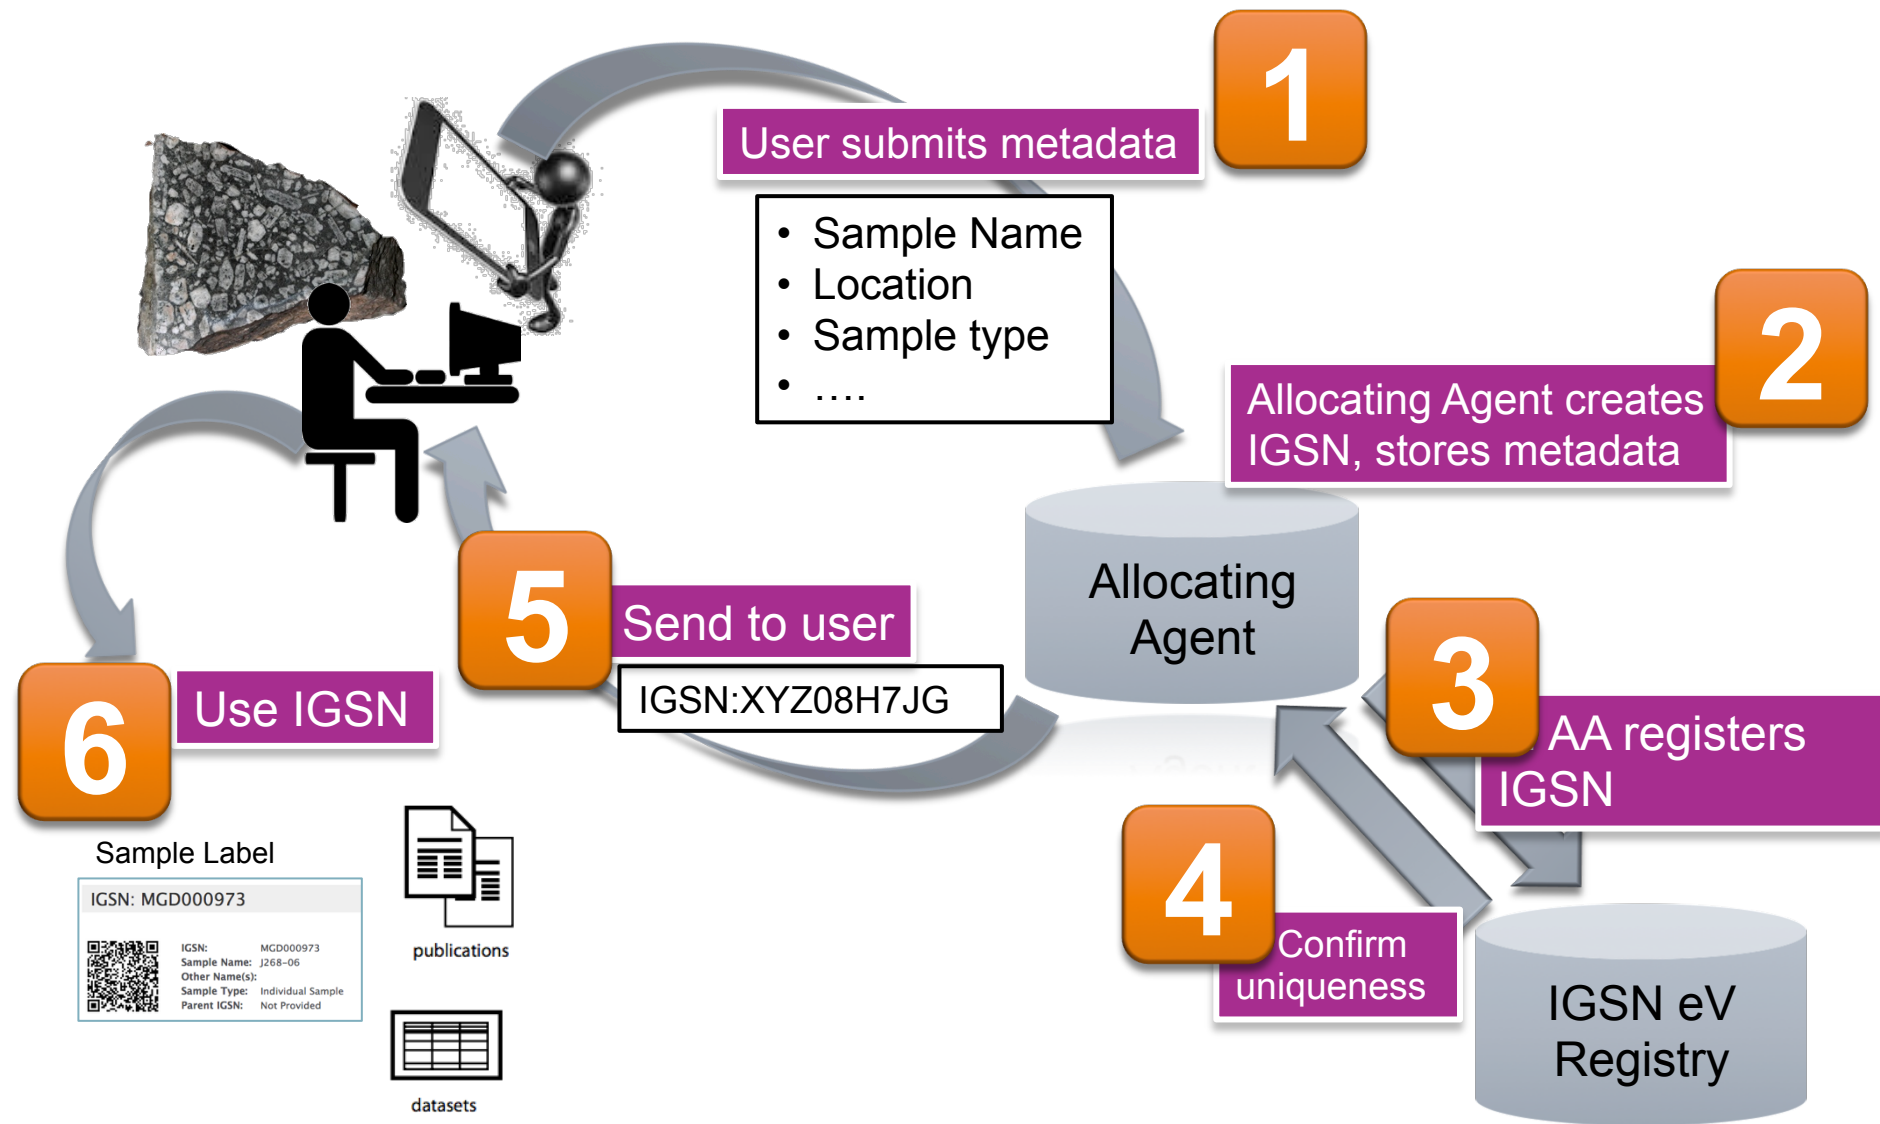 1
User submits metadata
• Sample Name
• Location
• Sample type
• ....
2
Allocating Agent creates
IGSN, stores metadata
Allocating
Agent
3
AA registers
IGSN
4
Confirm
uniqueness
IGSN eV
Registry
5
Send to user
IGSN:XYZ08H7JG
6
Use IGSN
Sample Label
IGSN: MGD000973
IGSN: MGD000973
Sample Name: J268-06
Other Name(s):
Sample Type: Individual Sample
Parent IGSN: Not Provided
publications
datasets